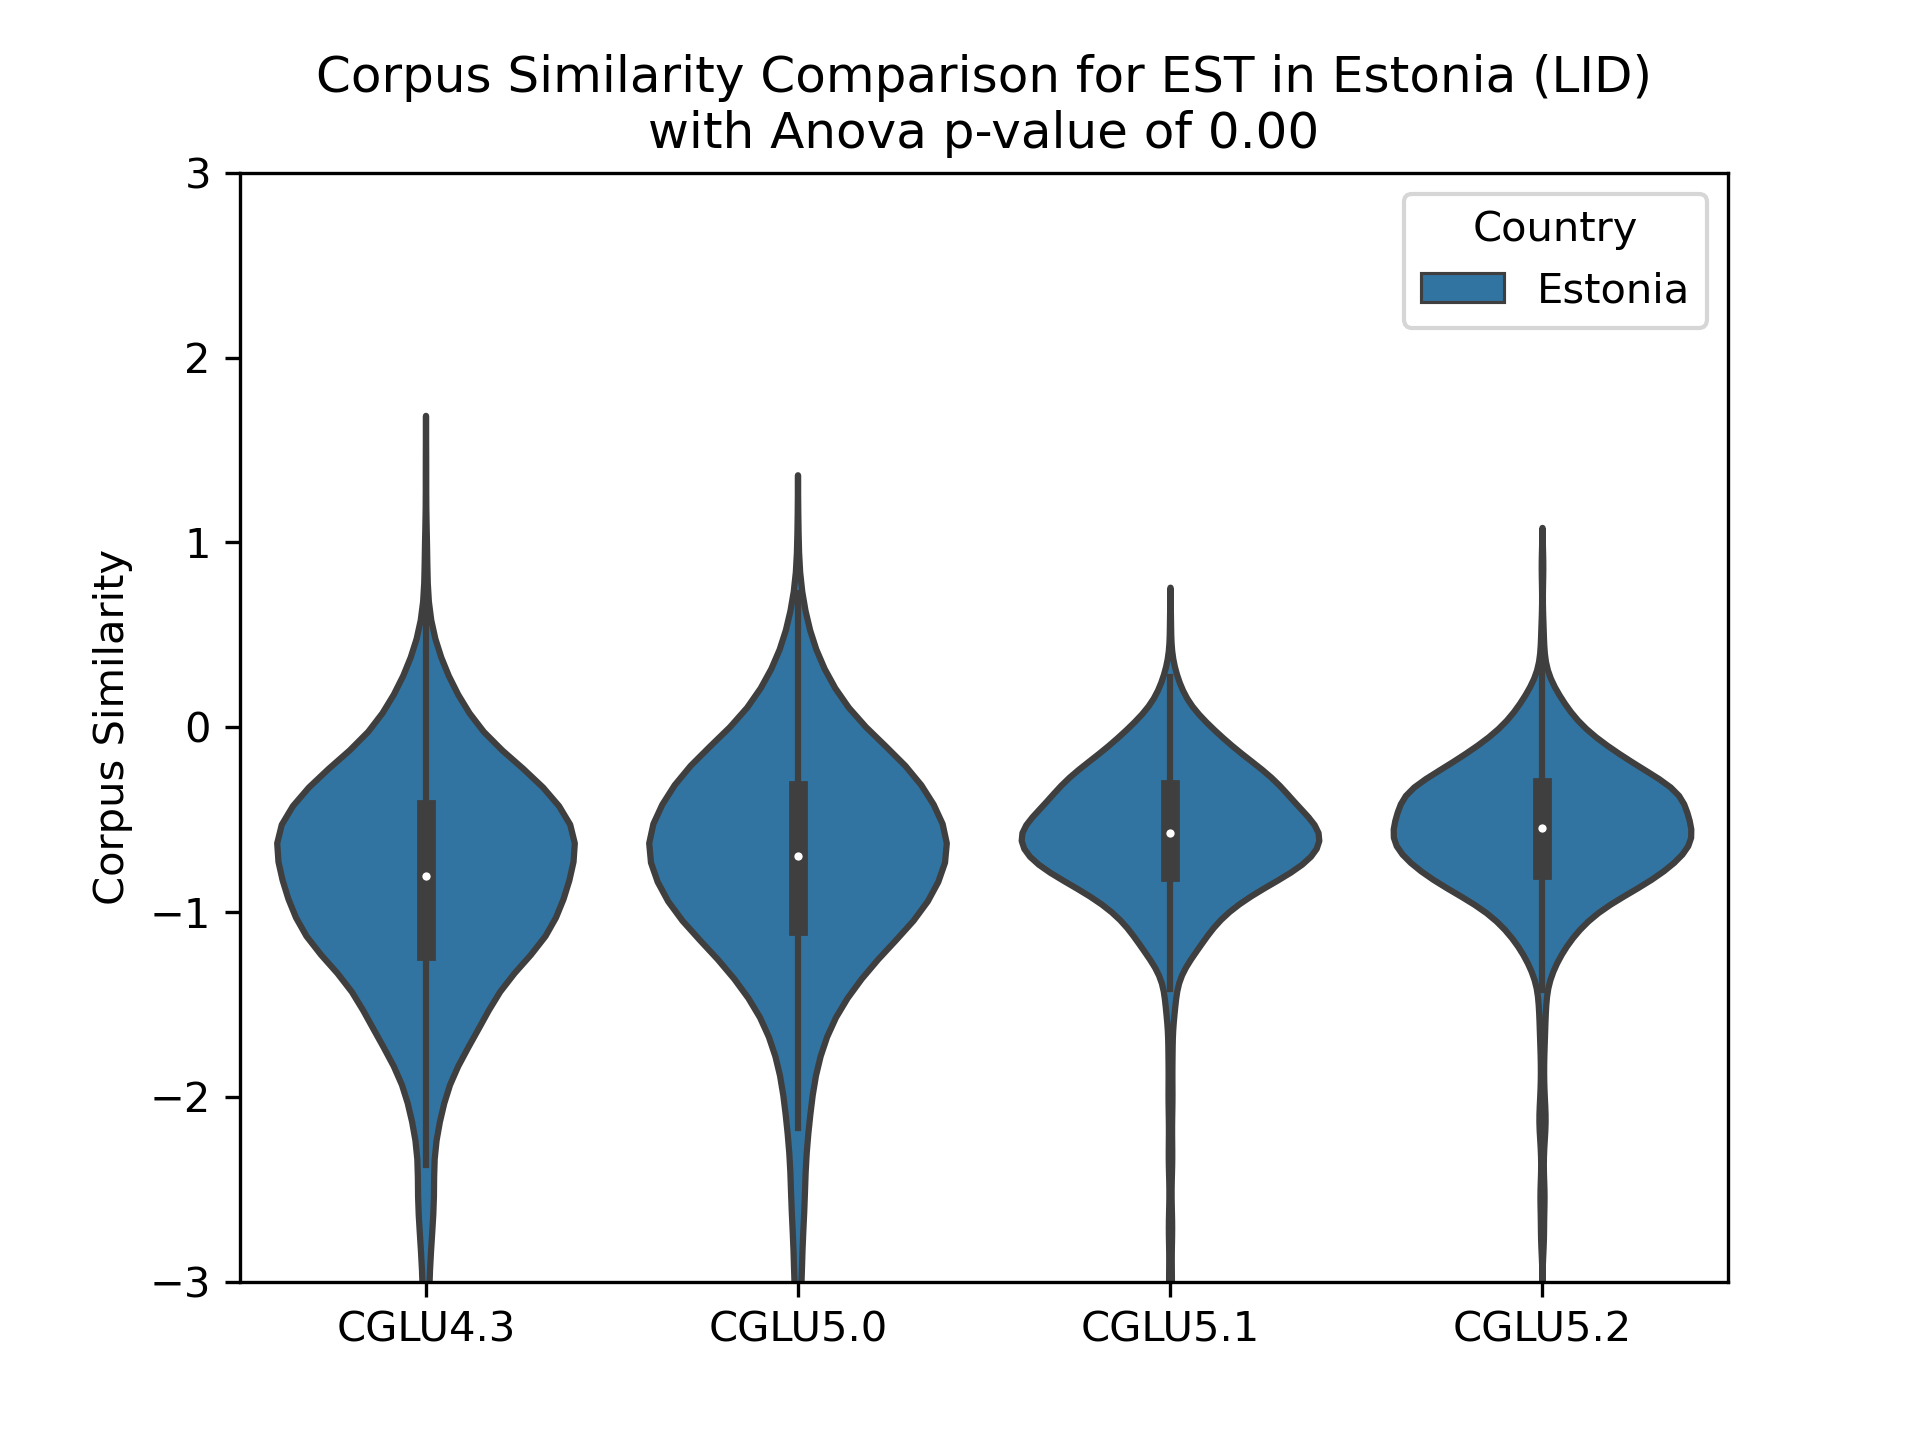 Corpus Similarity Comparison for EST in Estonia (LID)
with Anova p-value of 0.00
Country
Estonia
Corpus Similarity
3
2
1
0
−1
−2
−3
CGLU4.3
CGLU5.0
CGLU5.1
CGLU5.2